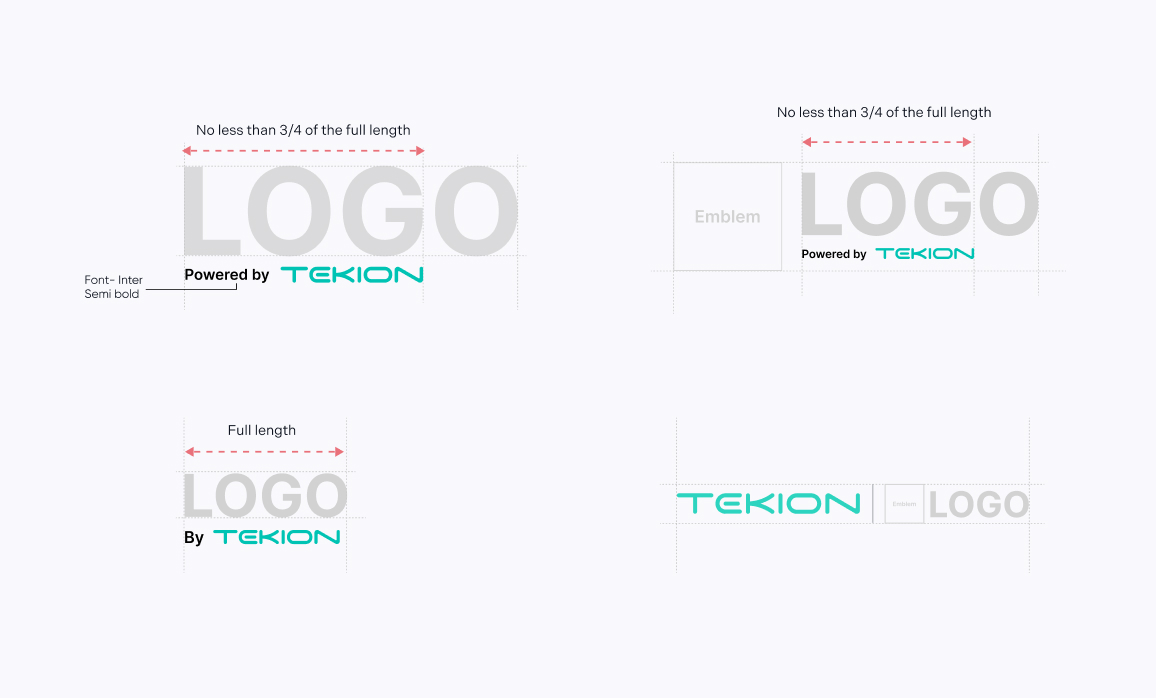 No less than 3/4 of the full length
LOGO
Powered by TEKION
Font- Inter
Semi bold
No less than 3/4 of the full length
Emblem
LOGO
Powered by TEKION
Full length
LOGO
By TEKION
TEKION Emblem LOGO